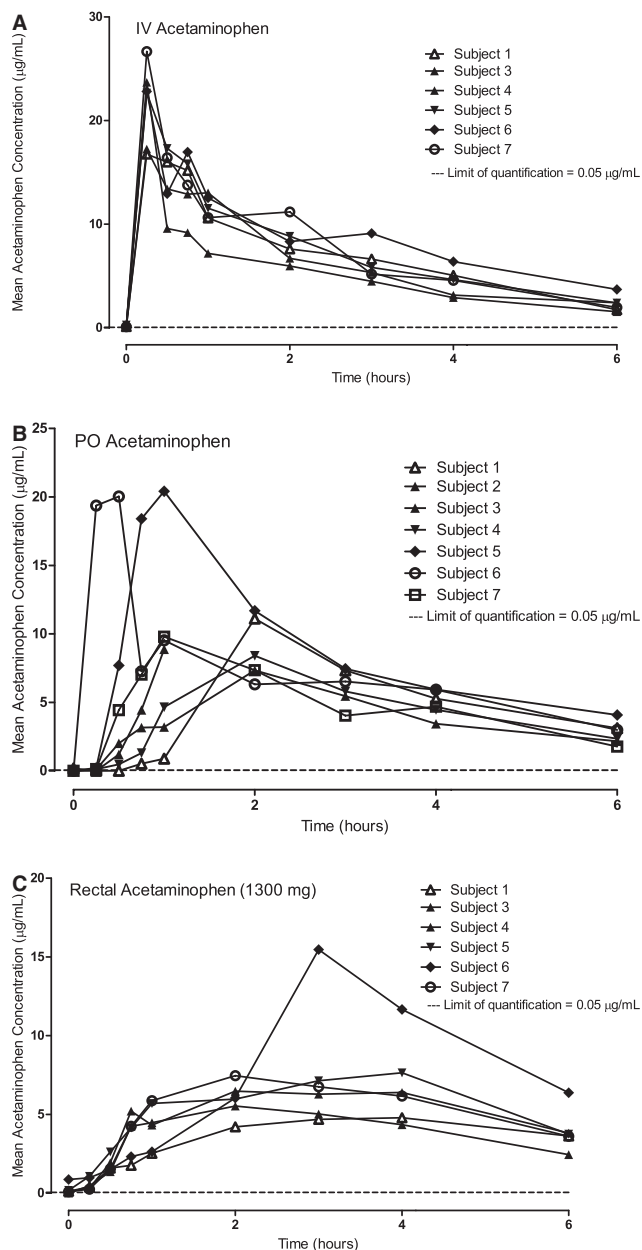 A
IV Acetaminophen
Mean Acetaminophen Concentration (µg/mL)
30
20
10
0
Subject 1
Subject 3
Subject 4
Subject 5
Subject 6
Subject 7
--- Limit of quantification = 0.05 µg/mL
0 2 4 6
Time (hours)
B
PO Acetaminophen
Mean Acetaminophen Concentration (µg/mL)
25
20
15
10
5
0
Subject 1
Subject 2
Subject 3
Subject 4
Subject 5
Subject 6
Subject 7
--- Limit of quantification = 0.05 µg/mL
0 2 4 6
Time (hours)
C
Rectal Acetaminophen (1300 mg)
Mean Acetaminophen Concentration (µg/mL)
20
15
10
5
0
Subject 1
Subject 3
Subject 4
Subject 5
Subject 6
Subject 7
--- Limit of quantification = 0.05 µg/mL
0 2 4 6
Time (hours)